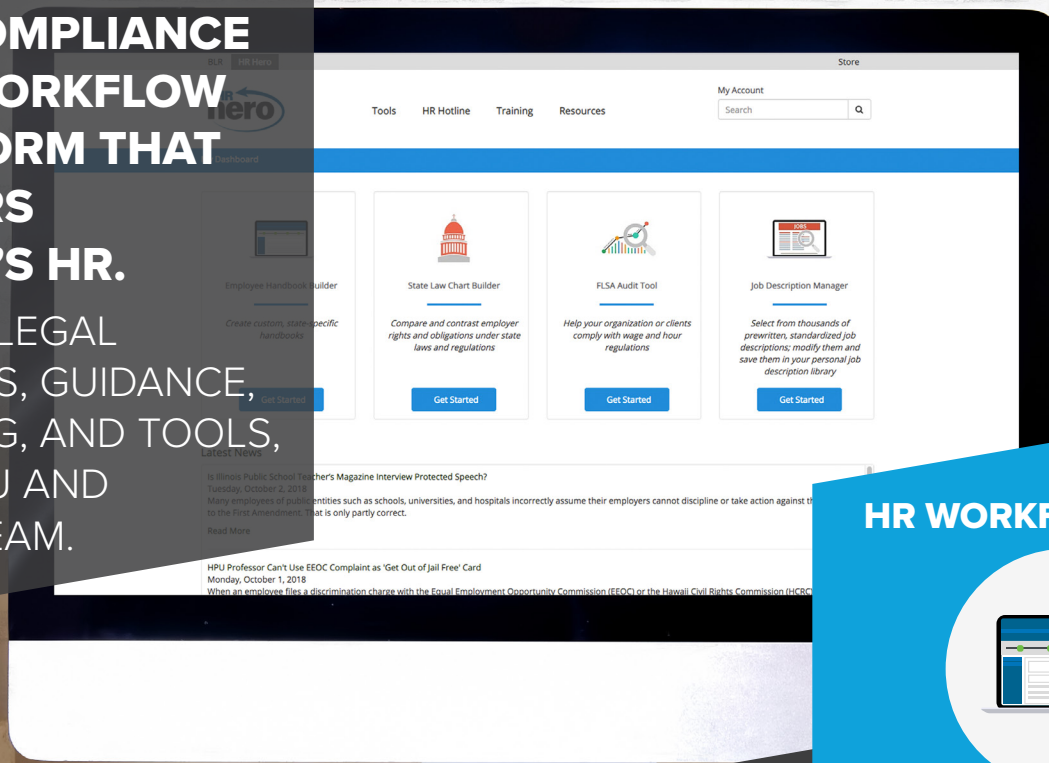 OMPLIANCE
ORKFLOW
ORM THAT
RS
'S HR.
LEGAL
S, GUIDANCE,
G, AND TOOLS,
U AND
EAM.
BLR HR Hero
Store
HR
hero
Tools HR Hotline Training Resources
My Account
Search
Dashboard
Employee Handbook Builder
Create custom, state-specific
handbooks
Get Started
State Law Chart Builder
Compare and contrast employer
rights and obligations under state
laws and regulations
Get Started
FLSA Audit Tool
Help your organization or clients
comply with wage and hour
regulations
Get Started
JOBS
Job Description Manager
Select from thousands of
prewritten, standardized job
descriptions; modify them and
save them in your personal job
description library
Get Started
Latest News
Is Illinois Public School Teacher's Magazine Interview Protected Speech?
Tuesday, October 2, 2018
Many employees of public entities such as schools, universities, and hospitals incorrectly assume their employers cannot discipline or take action against th
to the First Amendment. That is only partly correct.
Read More
HPU Professor Can't Use EEOC Complaint as 'Get Out of Jail Free' Card
Monday, October 1, 2018
When an employee files a discrimination charge with the Equal Employment Opportunity Commission (EEOC) or the Hawaii Civil Rights Commission (HCRC)
HR WORKF